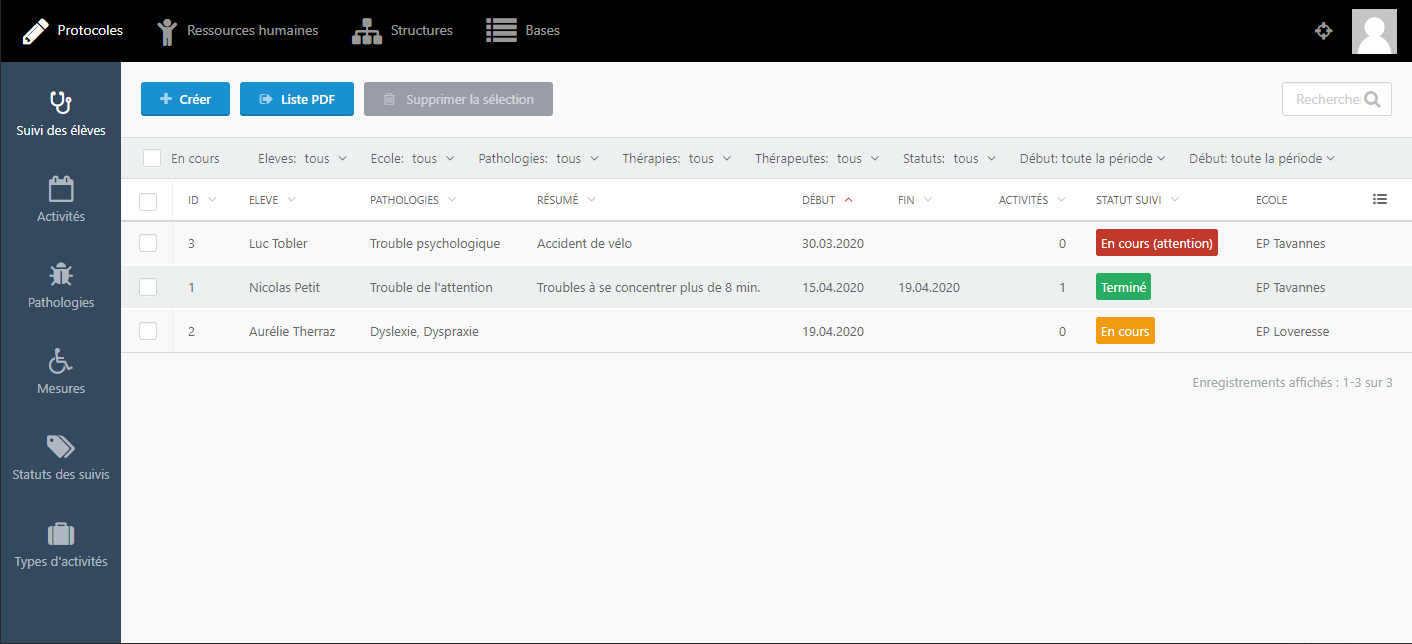 Protocoles Ressources humaines Structures Bases
Suivi des élèves
Activités
Pathologies
Mesures
Statuts des suivis
Types d'activités
Créer Liste PDF Supprimer la sélection Recherche
En cours Eleves: tous Ecole: tous Pathologies: tous Thérapies: tous Thérapeutes: tous Statuts: tous Début: toute la période Début: toute la période
ID ELEVE PATHOLOGIES RÉSUMÉ DÉBUT FIN ACTIVITÉS STATUT SUIVI ECOLE
3 Luc Tobler Trouble psychologique Accident de vélo 30.03.2020 0 En cours (attention) EP Tavannes
1 Nicolas Petit Trouble de l'attention Troubles à se concentrer plus de 8 min. 15.04.2020 19.04.2020 1 Terminé EP Tavannes
2 Aurélie Therraz Dyslexie, Dyspraxie 19.04.2020 0 En cours EP Loveresse
Enregistrements affichés : 1-3 sur 3